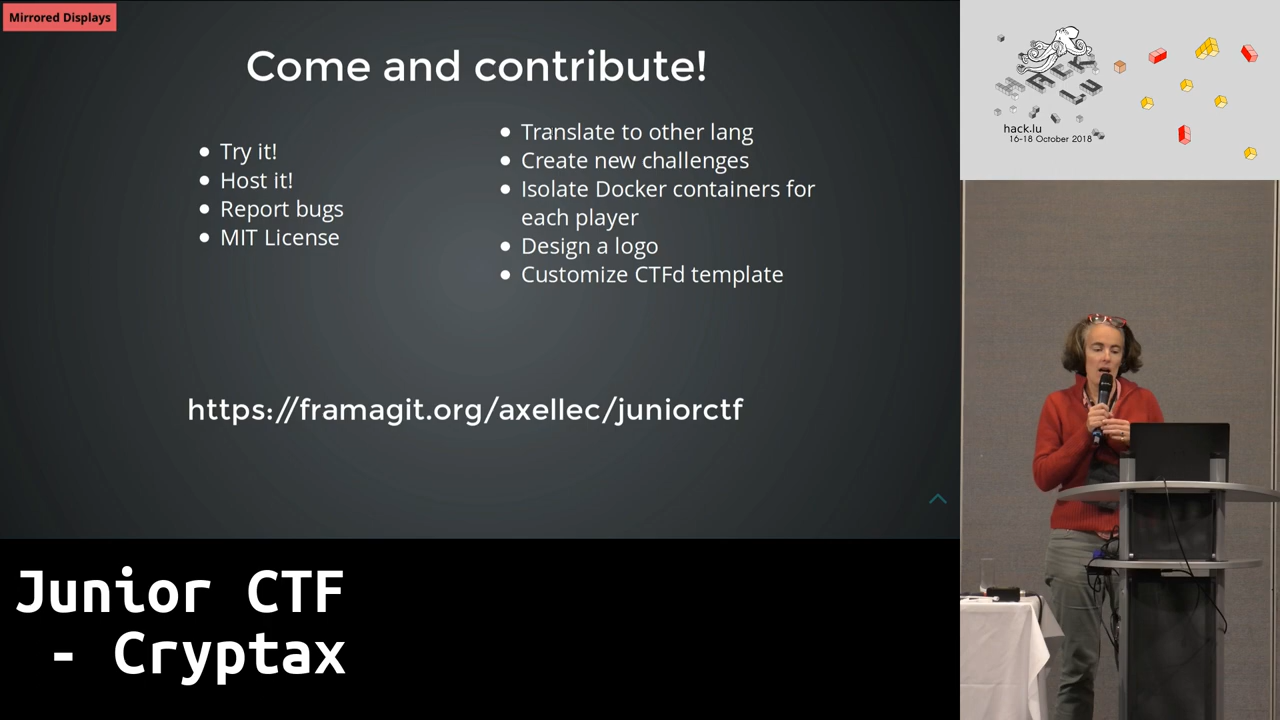 Mirrored Displays
Come and contribute!
Try it!
Host it!
Report bugs
MIT License
Translate to other lang
Create new challenges
Isolate Docker containers for
each player
Design a logo
Customize CTFd template
https://framagit.org/axellec/juniorctf
HACK
LU
hack.lu
16-18 October 2018
Junior CTF
- Cryptax